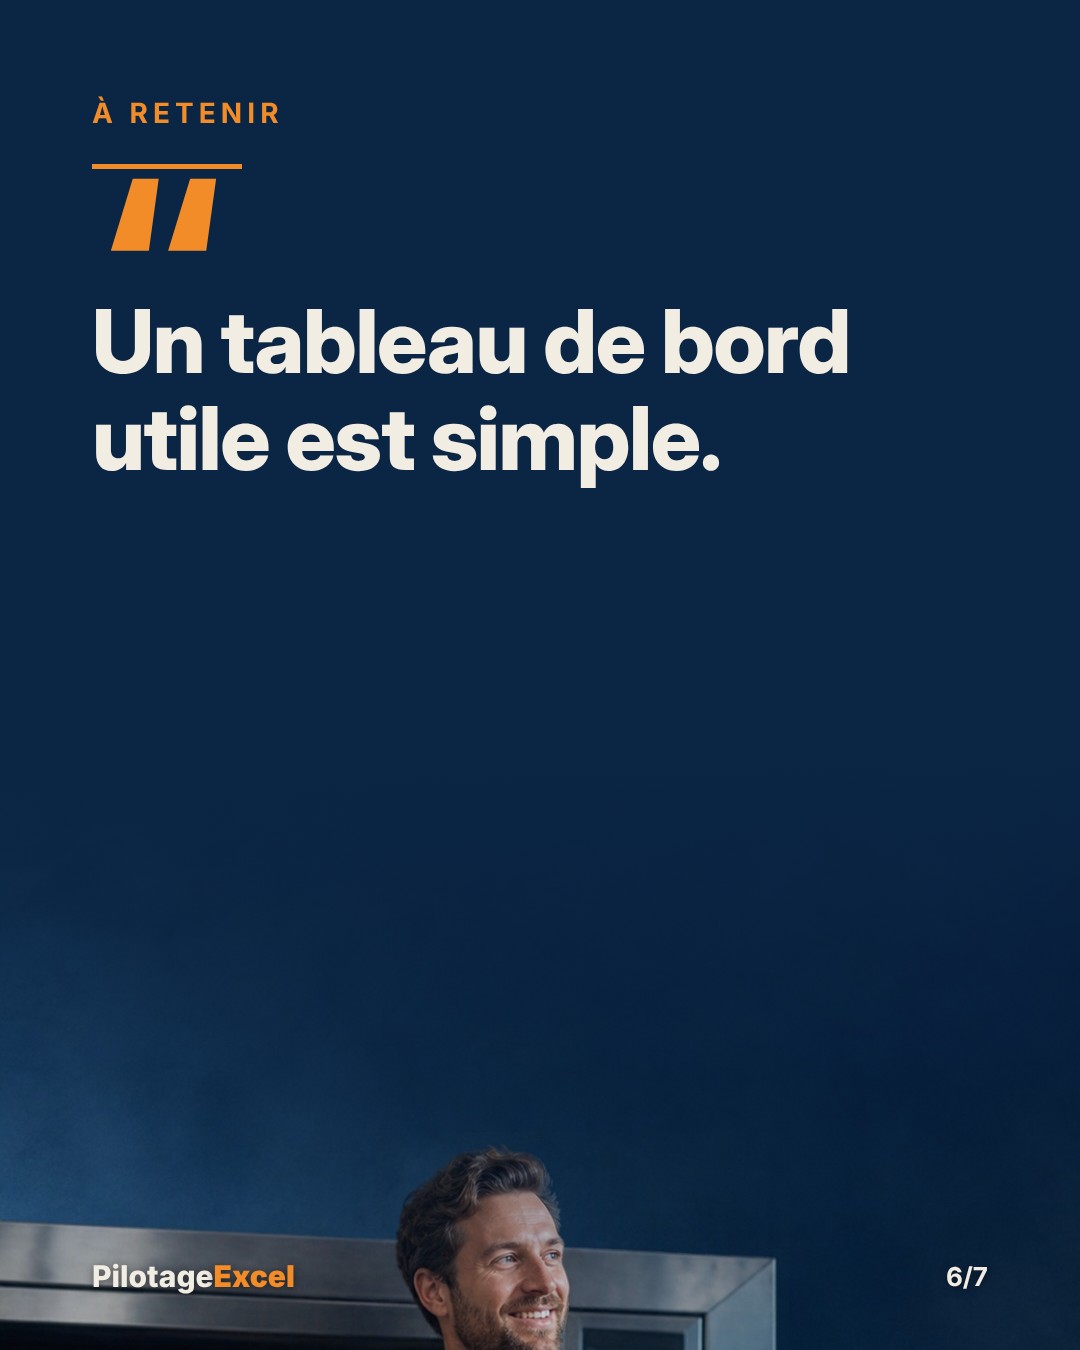 À RETENIR
"
Un tableau de bord
utile est simple.
PilotageExcel
6/7